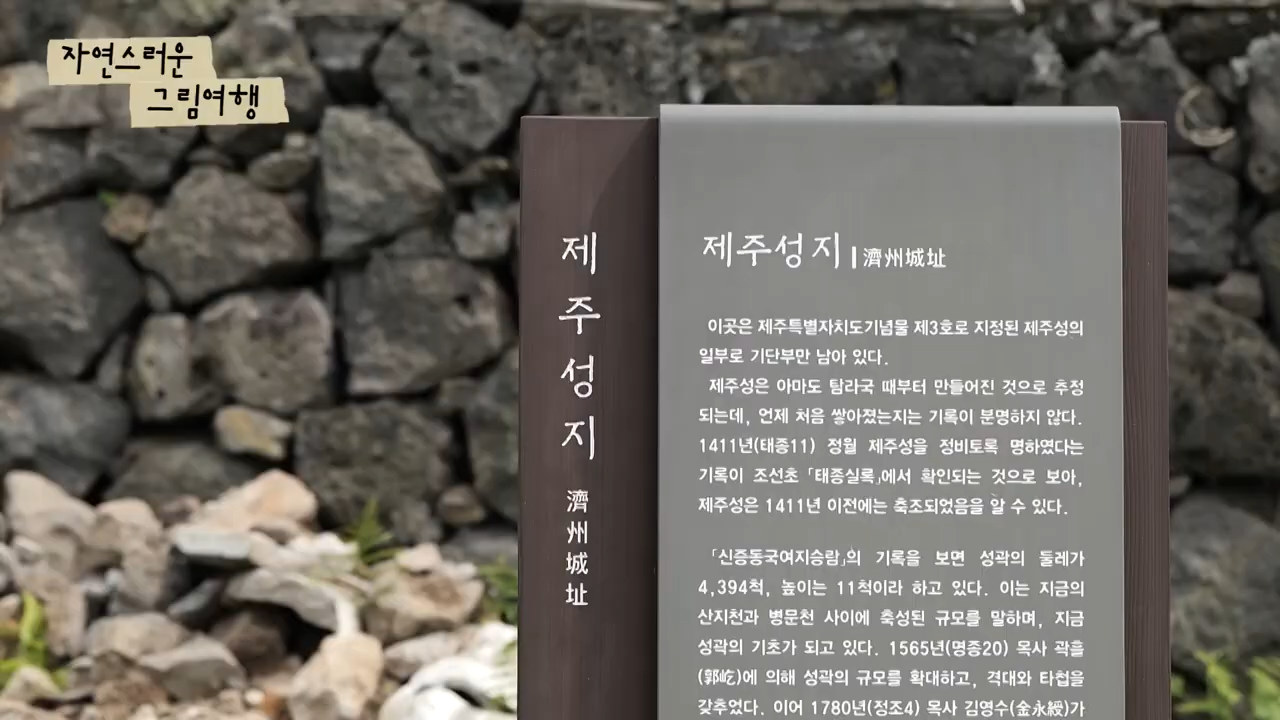 자연스러운
그림여행
제주성지
濟州城址
제주성지 | 濟州城址
이곳은 제주특별자치도기념물 제3호로 지정된 제주성의
일부로 기단부만 남아 있다.
제주성은 아마도 탐라국 때부터 만들어진 것으로 추정
되는데, 언제 처음 쌓아졌는지는 기록이 분명하지 않다.
1411년(태종11) 정월 제주성을 정비토록 명하였다는
기록이 조선초 「태종실록」에서 확인되는 것으로 보아,
제주성은 1411년 이전에는 축조되었음을 알 수 있다.
「신증동국여지승람」의 기록을 보면 성곽의 둘레가
4,394척, 높이는 11척이라 하고 있다. 이는 지금의
산지천과 병문천 사이에 축성된 규모를 말하며, 지금
성곽의 기초가 되고 있다. 1565년(명종20) 목사 곽흘
(郭屹)에 의해 성곽의 규모를 확대하고, 격대와 타첩을
갖추었다. 이어 1780년(정조4) 목사 김영수(金永綬)가